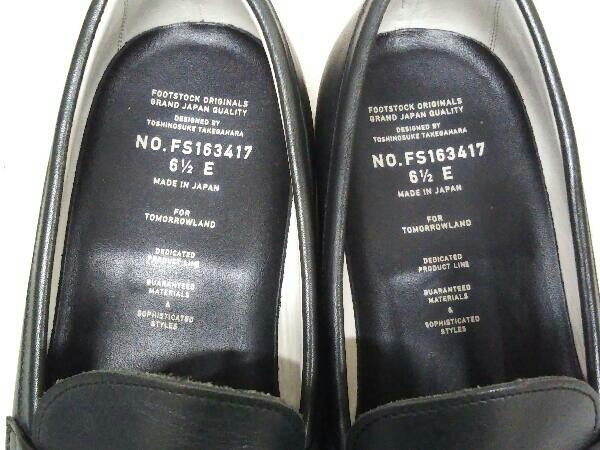 FOOTSTOCK ORIGINALS
GRAND JAPAN QUALITY
DESIGNED BY
TOSHINOSUKE TAKEGAHARA
NO.FS163417
6½ E
MADE IN JAPAN
FOR
TOMORROWLAND
DEDICATED
PRODUCT LINE
GUARANTEED
MATERIALS
&
SOPHISTICATED
STYLES
FOOTSTOCK ORIGINALS
GRAND JAPAN QUALITY
DESIGNED BY
TOSHINOSUKE TAKEGAHARA
NO.FS163417
6½ E
MADE IN JAPAN
FOR
TOMORROWLAND
DEDICATED
PRODUCT LINE
GUARANTEED
MATERIALS
&
SOPHISTICATED
STYLES